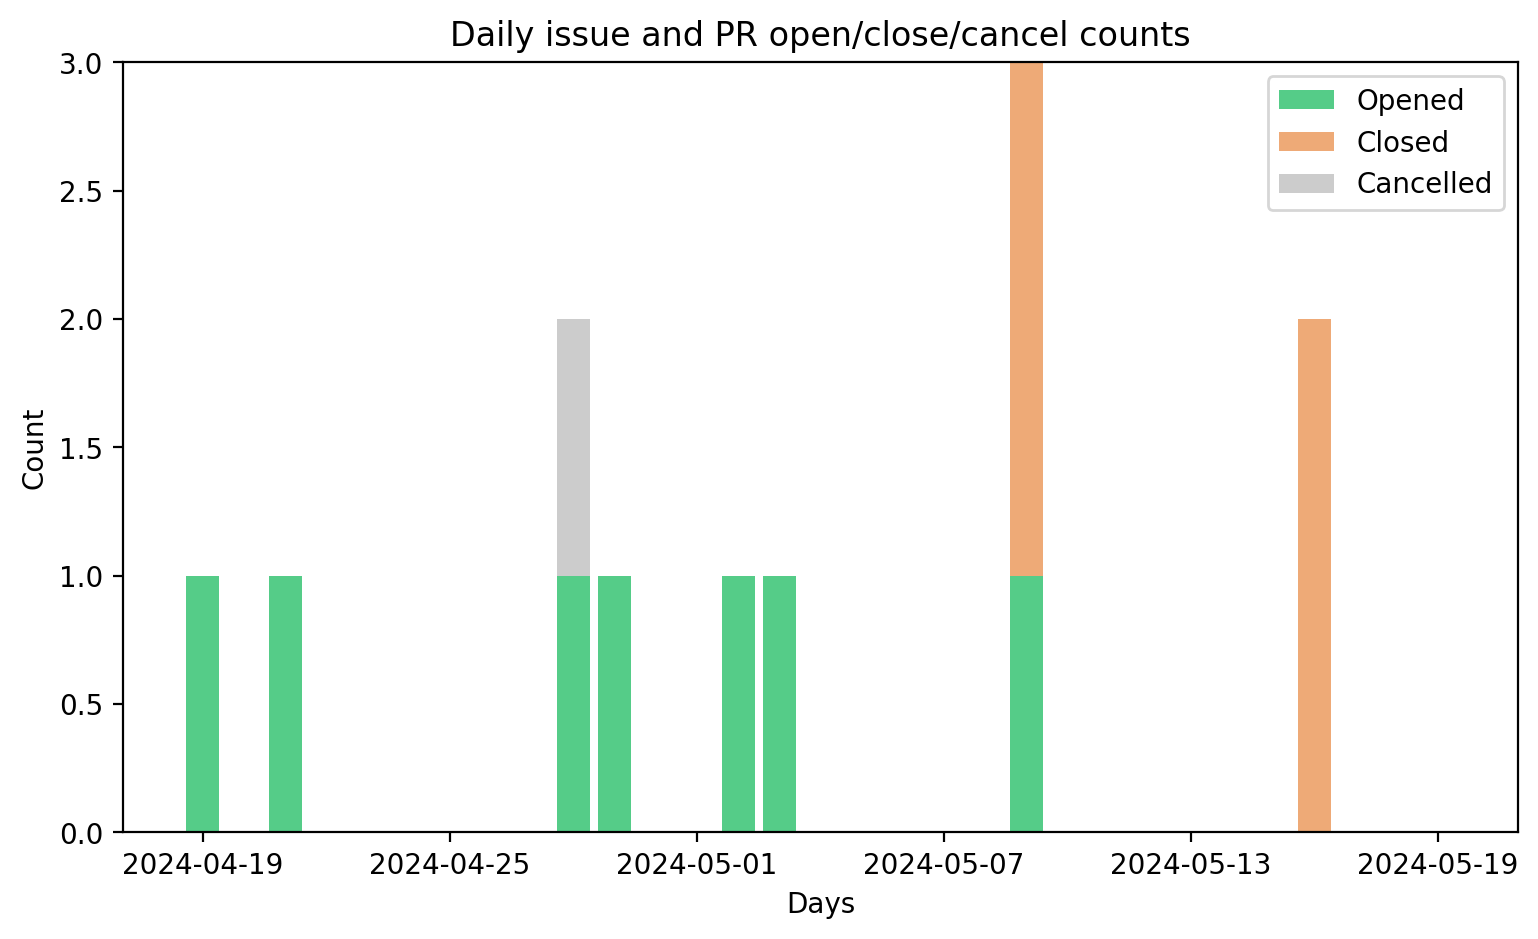 Daily issue and PR open/close/cancel counts
3.0
2.5
2.0
1.5
1.0
0.5
0.0
Count
Opened
Closed
Cancelled
2024-04-19 2024-04-25 2024-05-01 2024-05-07 2024-05-13 2024-05-19
Days